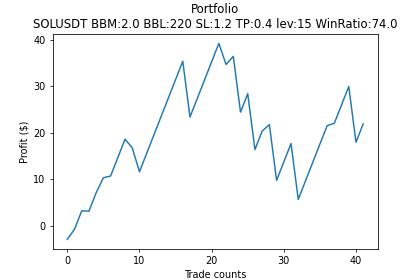 Portfolio
SOLUSDT BBM:2.0 BBL:220 SL:1.2 TP:0.4 lev:15 WinRatio:74.0
40
30
20
10
0
Profit ($)
0 10 20 30 40
Trade counts